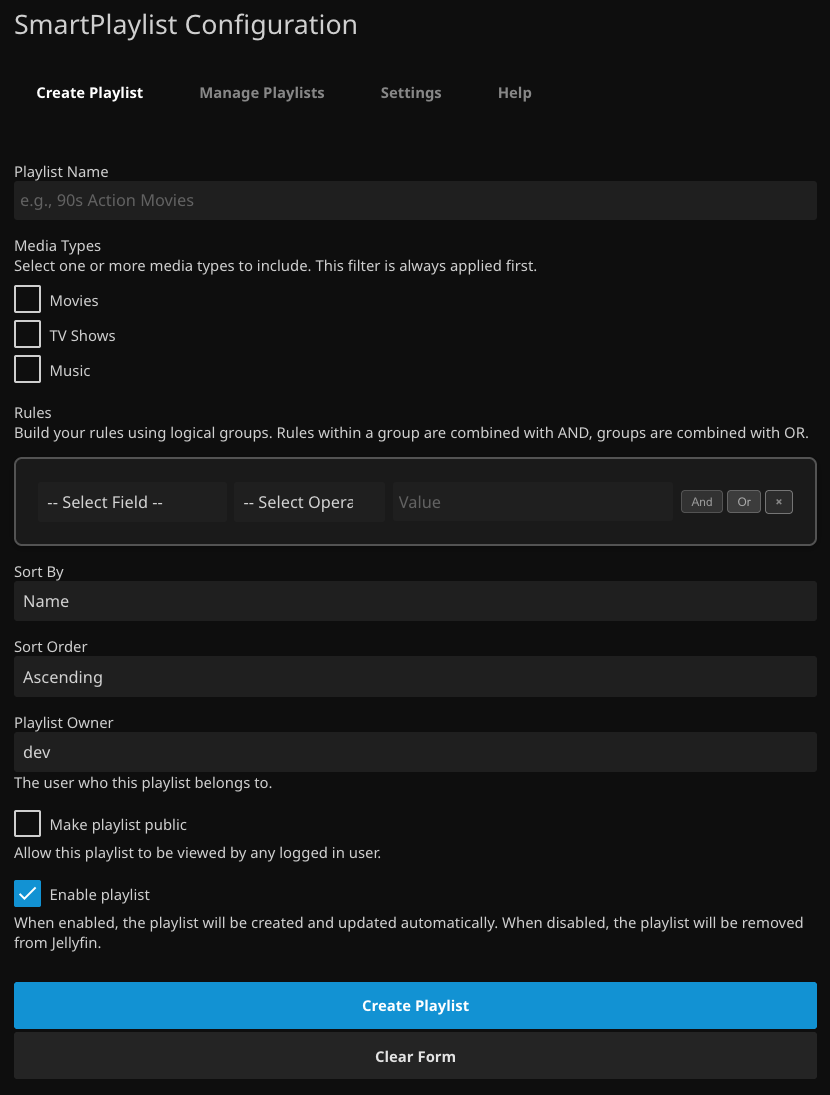 SmartPlaylist Configuration
Create Playlist Manage Playlists Settings Help
Playlist Name
e.g., 90s Action Movies
Media Types
Select one or more media types to include. This filter is always applied first.
Movies
TV Shows
Music
Rules
Build your rules using logical groups. Rules within a group are combined with AND, groups are combined with OR.
-- Select Field -- -- Select Opera Value And Or ×
Sort By
Name
Sort Order
Ascending
Playlist Owner
dev
The user who this playlist belongs to.
Make playlist public
Allow this playlist to be viewed by any logged in user.
Enable playlist
When enabled, the playlist will be created and updated automatically. When disabled, the playlist will be removed
from Jellyfin.
Create Playlist
Clear Form